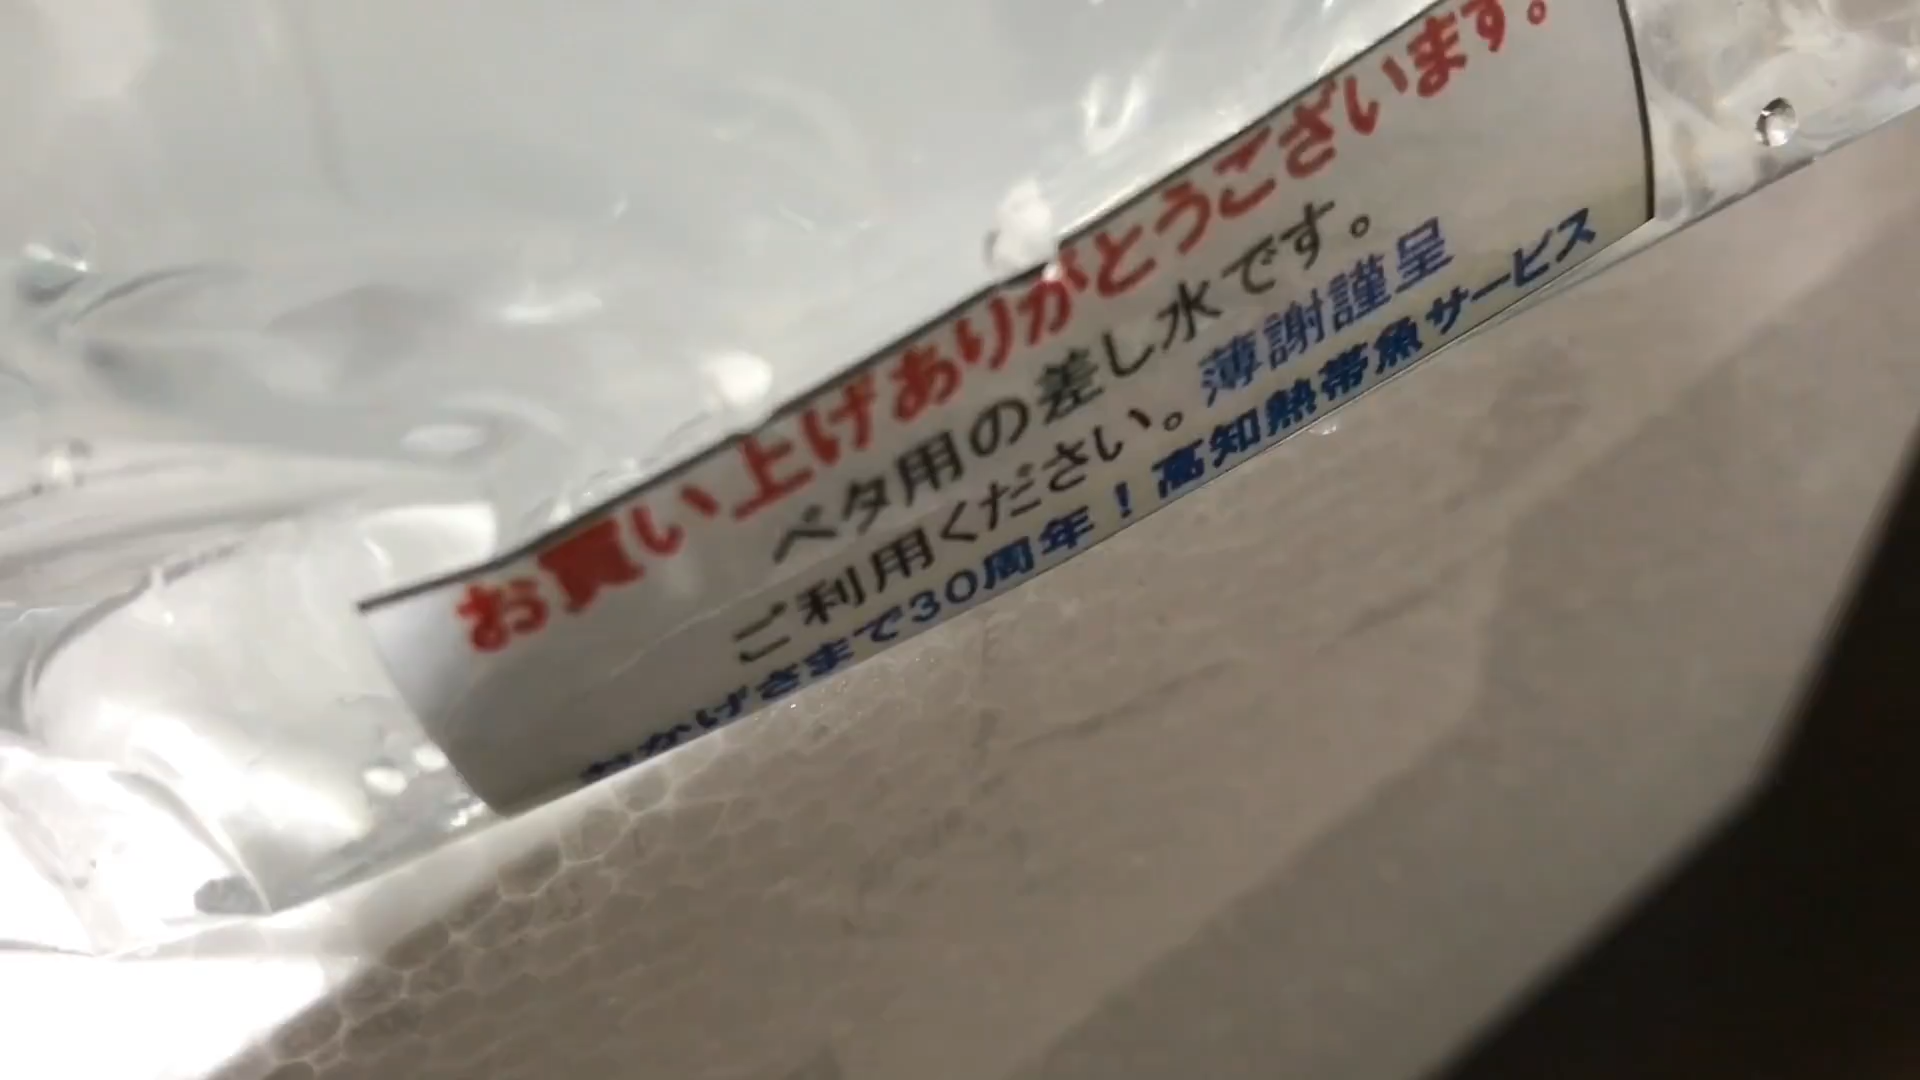 お買い上げありがとうございます。
ベタ用の差し水です。
ご利用ください。薄謝謹呈
おかげさまで30周年！高知熱帯魚サービス